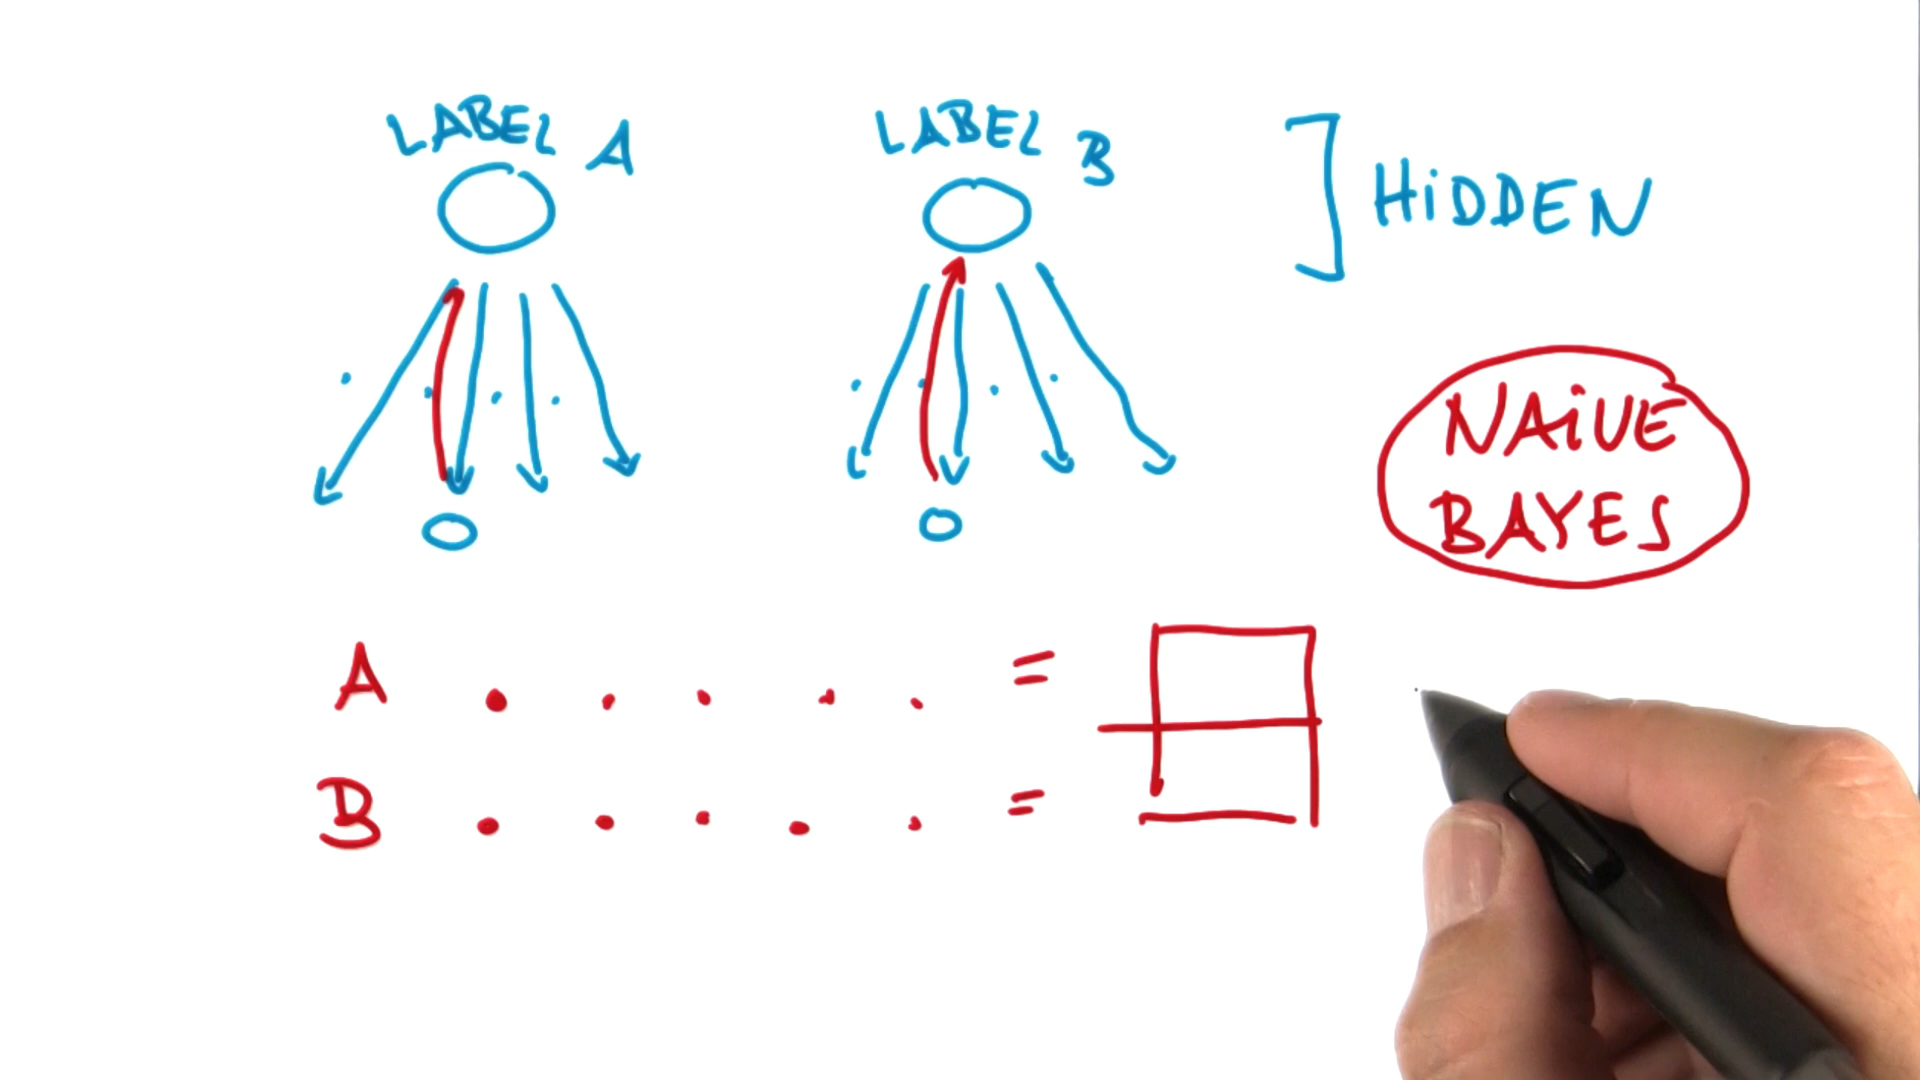 LABEL A
LABEL B
HiDDEN
NAiVE
BAYES
A . . . . . =
B . . . . . =